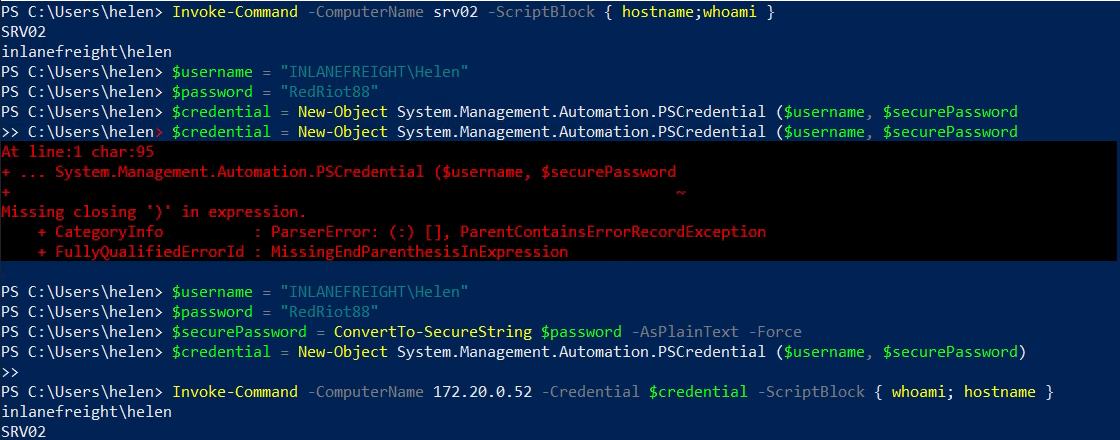 PS C:\Users\helen> Invoke-Command -ComputerName srv02 -ScriptBlock { hostname;whoami }
SRV02
inlanefreight\helen
PS C:\Users\helen> $username = "INLANEFREIGHT\Helen"
PS C:\Users\helen> $password = "RedRiot88"
PS C:\Users\helen> $credential = New-Object System.Management.Automation.PSCredential ($username, $securePassword
>> C:\Users\helen> $credential = New-Object System.Management.Automation.PSCredential ($username, $securePassword
At line:1 char:95
+ ... System.Management.Automation.PSCredential ($username, $securePassword
+                                                                    ~
Missing closing ')' in expression.
    + CategoryInfo          : ParserError: (:) [], ParentContainsErrorRecordException
    + FullyQualifiedErrorId : MissingEndParenthesisInExpression
PS C:\Users\helen> $username = "INLANEFREIGHT\Helen"
PS C:\Users\helen> $password = "RedRiot88"
PS C:\Users\helen> $securePassword = ConvertTo-SecureString $password -AsPlainText -Force
PS C:\Users\helen> $credential = New-Object System.Management.Automation.PSCredential ($username, $securePassword)
>>
PS C:\Users\helen> Invoke-Command -ComputerName 172.20.0.52 -Credential $credential -ScriptBlock { whoami; hostname }
inlanefreight\helen
SRV02